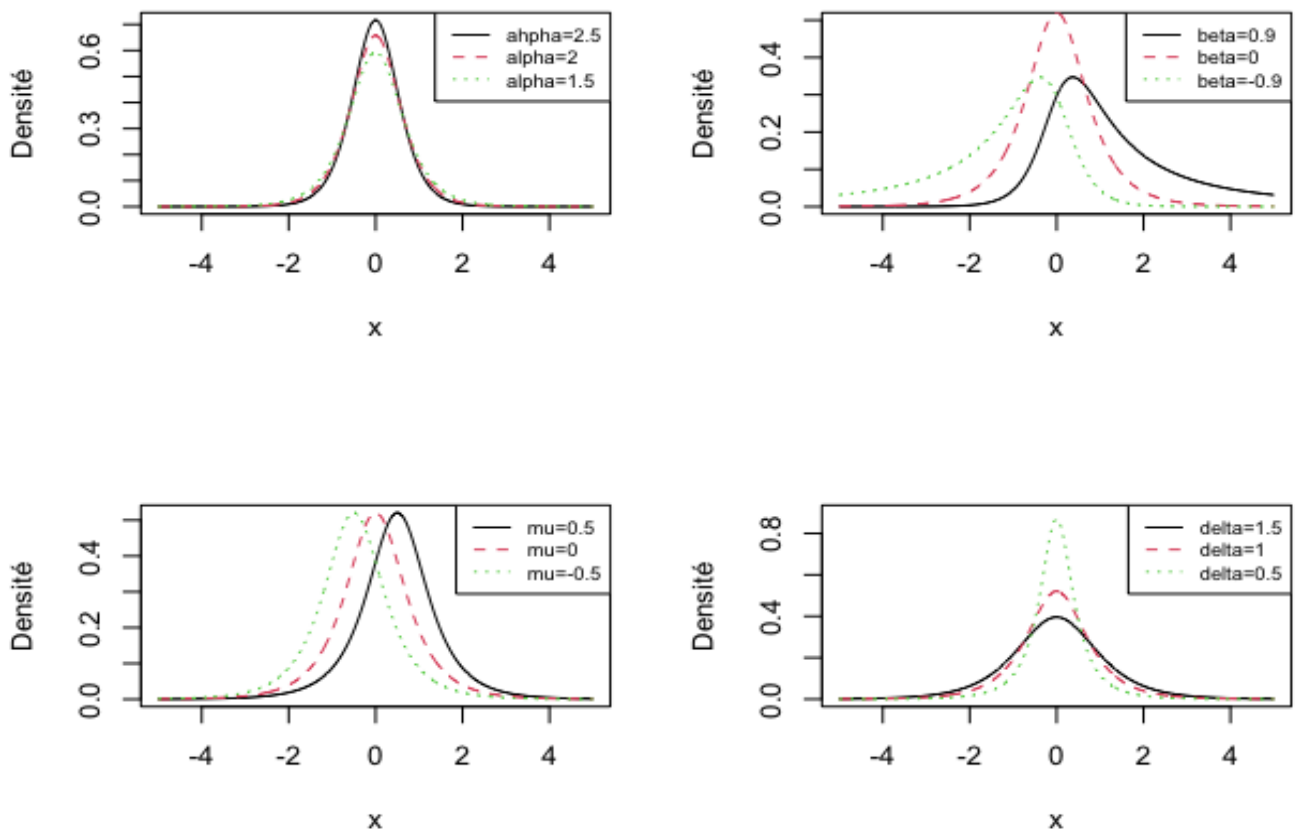 Densité
0.0 0.3 0.6
-4 -2 0 2 4
x
ahpha=2.5
alpha=2
alpha=1.5
Densité
0.0 0.2 0.4
-4 -2 0 2 4
x
beta=0.9
beta=0
beta=-0.9
Densité
0.0 0.2 0.4
-4 -2 0 2 4
x
mu=0.5
mu=0
mu=-0.5
Densité
0.0 0.4 0.8
-4 -2 0 2 4
x
delta=1.5
delta=1
delta=0.5